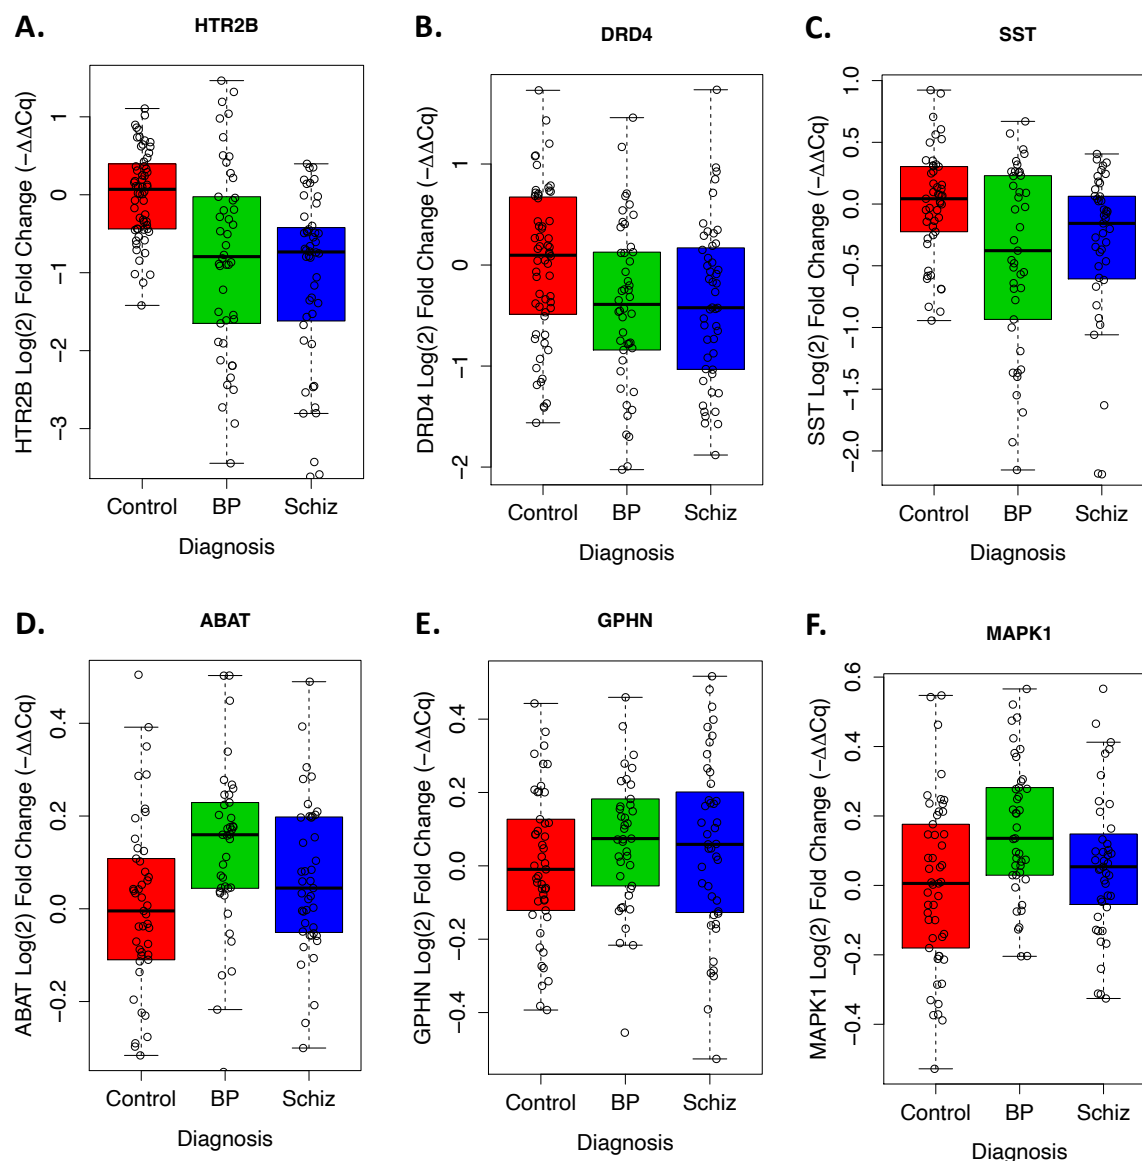 A.
HTR2B
HTR2B Log(2) Fold Change (−ΔΔCq)
1
0
−1
−2
−3
Control
BP
Schiz
Diagnosis
B.
DRD4
DRD4 Log(2) Fold Change (−ΔΔCq)
1
0
−1
−2
Control
BP
Schiz
Diagnosis
C.
SST
SST Log(2) Fold Change (−ΔΔCq)
1.0
0.5
0.0
−0.5
−1.0
−1.5
−2.0
Control
BP
Schiz
Diagnosis
D.
ABAT
ABAT Log(2) Fold Change (−ΔΔCq)
0.4
0.2
0.0
−0.2
Control
BP
Schiz
Diagnosis
E.
GPHN
GPHN Log(2) Fold Change (−ΔΔCq)
0.4
0.2
0.0
−0.2
−0.4
Control
BP
Schiz
Diagnosis
F.
MAPK1
MAPK1 Log(2) Fold Change (−ΔΔCq)
0.6
0.4
0.2
0.0
−0.2
−0.4
Control
BP
Schiz
Diagnosis